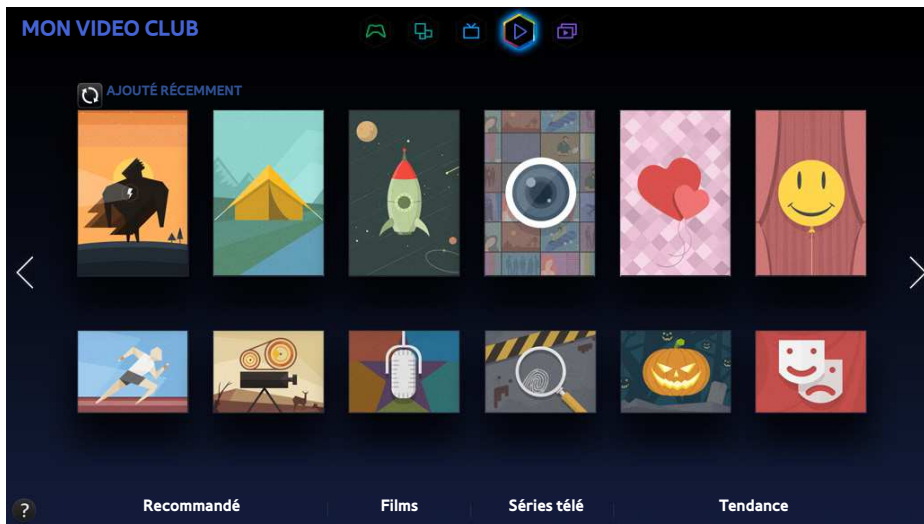 MON VIDEO CLUB
AJOUTÉ RÉCEMMENT
?
Recommandé Films Séries télé Tendance